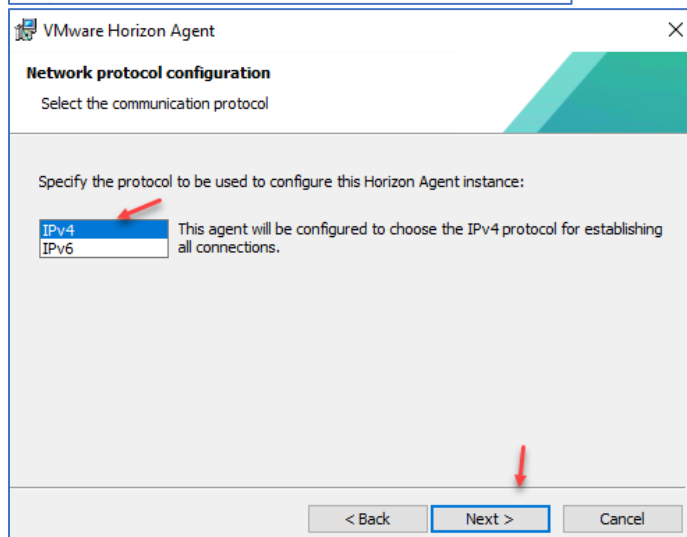 VMware Horizon Agent
Network protocol configuration
Select the communication protocol
Specify the protocol to be used to configure this Horizon Agent instance:
IPv4
IPv6
This agent will be configured to choose the IPv4 protocol for establishing
all connections.
< Back
Next >
Cancel